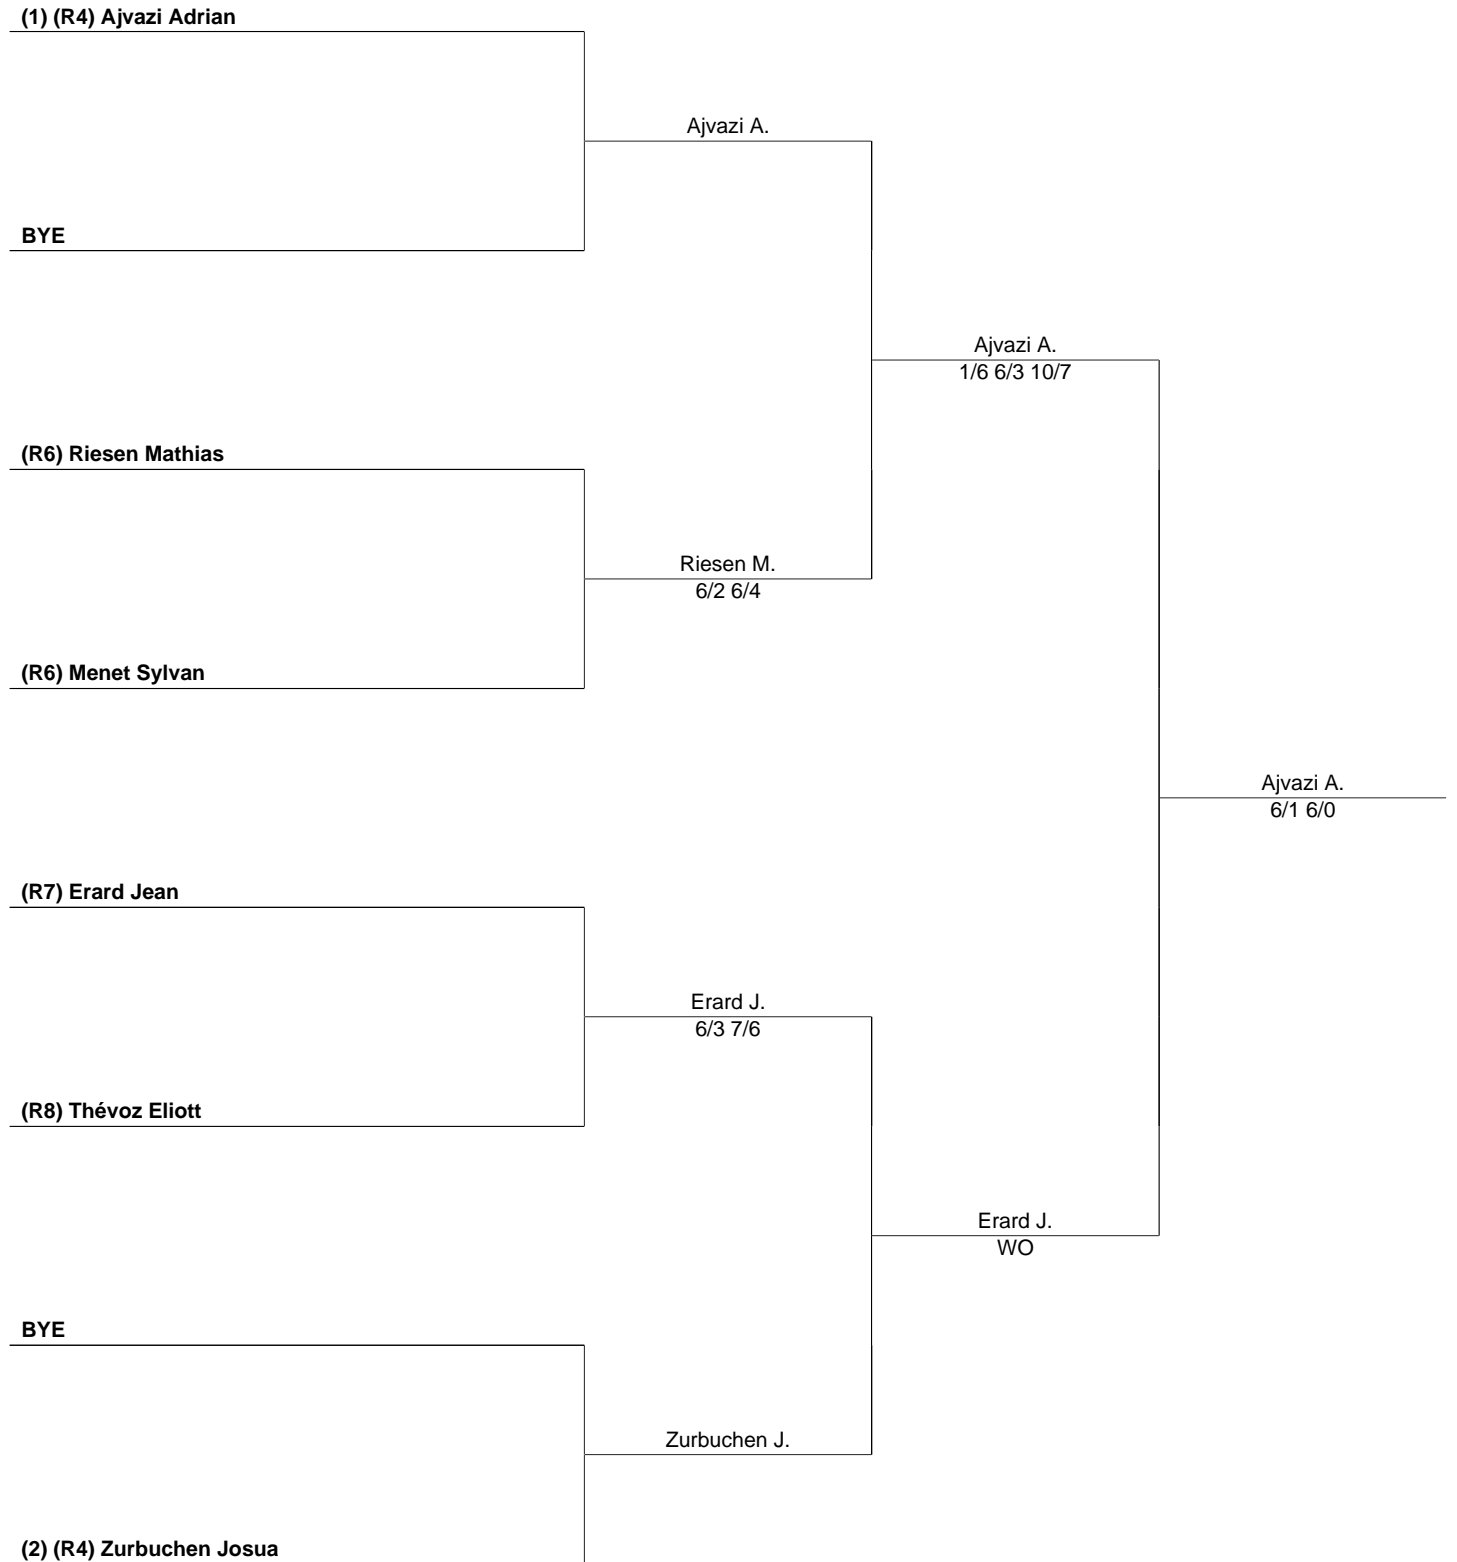 (1) (R4) Ajvazi Adrian
Ajvazi A.
BYE
Ajvazi A.
1/6 6/3 10/7
(R6) Riesen Mathias
Riesen M.
6/2 6/4
(R6) Menet Sylvan
Ajvazi A.
6/1 6/0
(R7) Erard Jean
Erard J.
6/3 7/6
(R8) Thévoz Eliott
Erard J.
WO
BYE
Zurbuchen J.
(2) (R4) Zurbuchen Josua